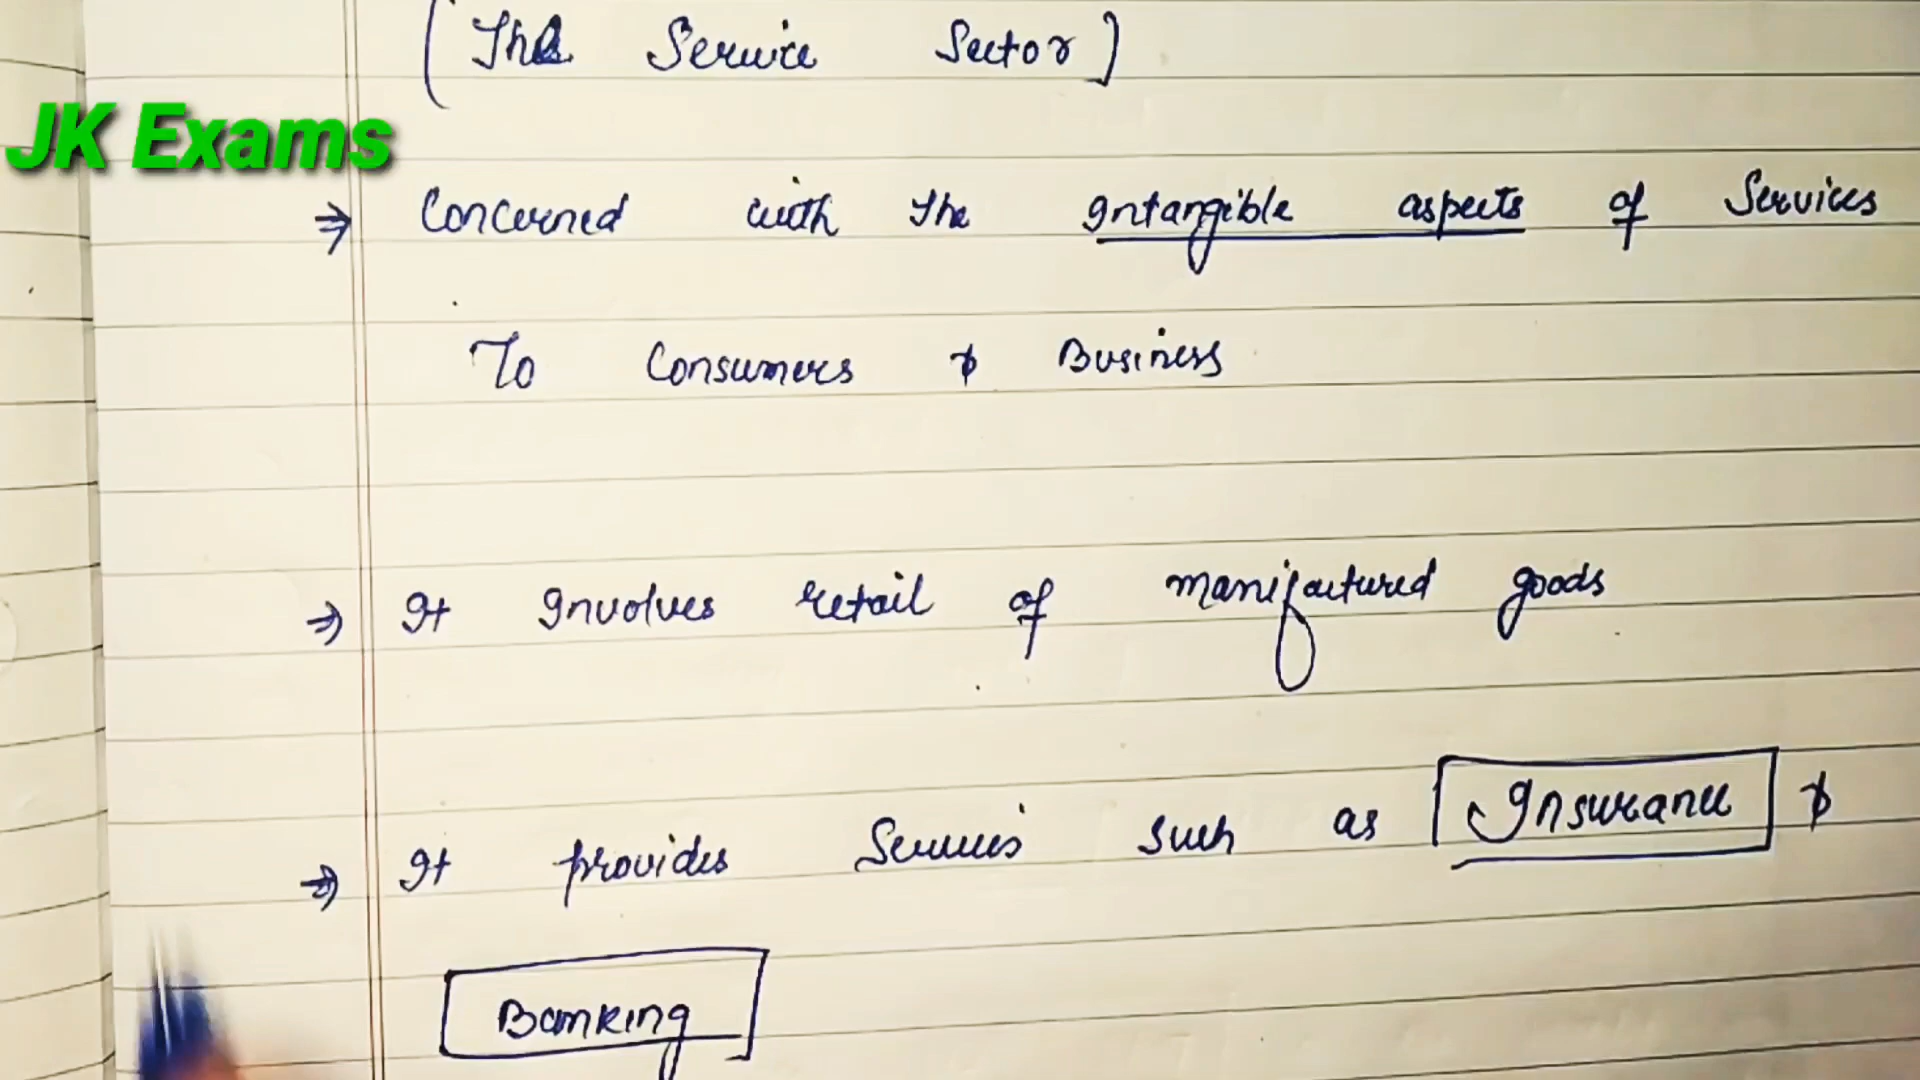 [The Service Sector]
JK Exams
⇒ Concerned with the Intangible aspects of Services
To Consumers & Business
⇒ It Involves retail of manifactured goods
⇒ It provides Services such as Insurance &
Banking